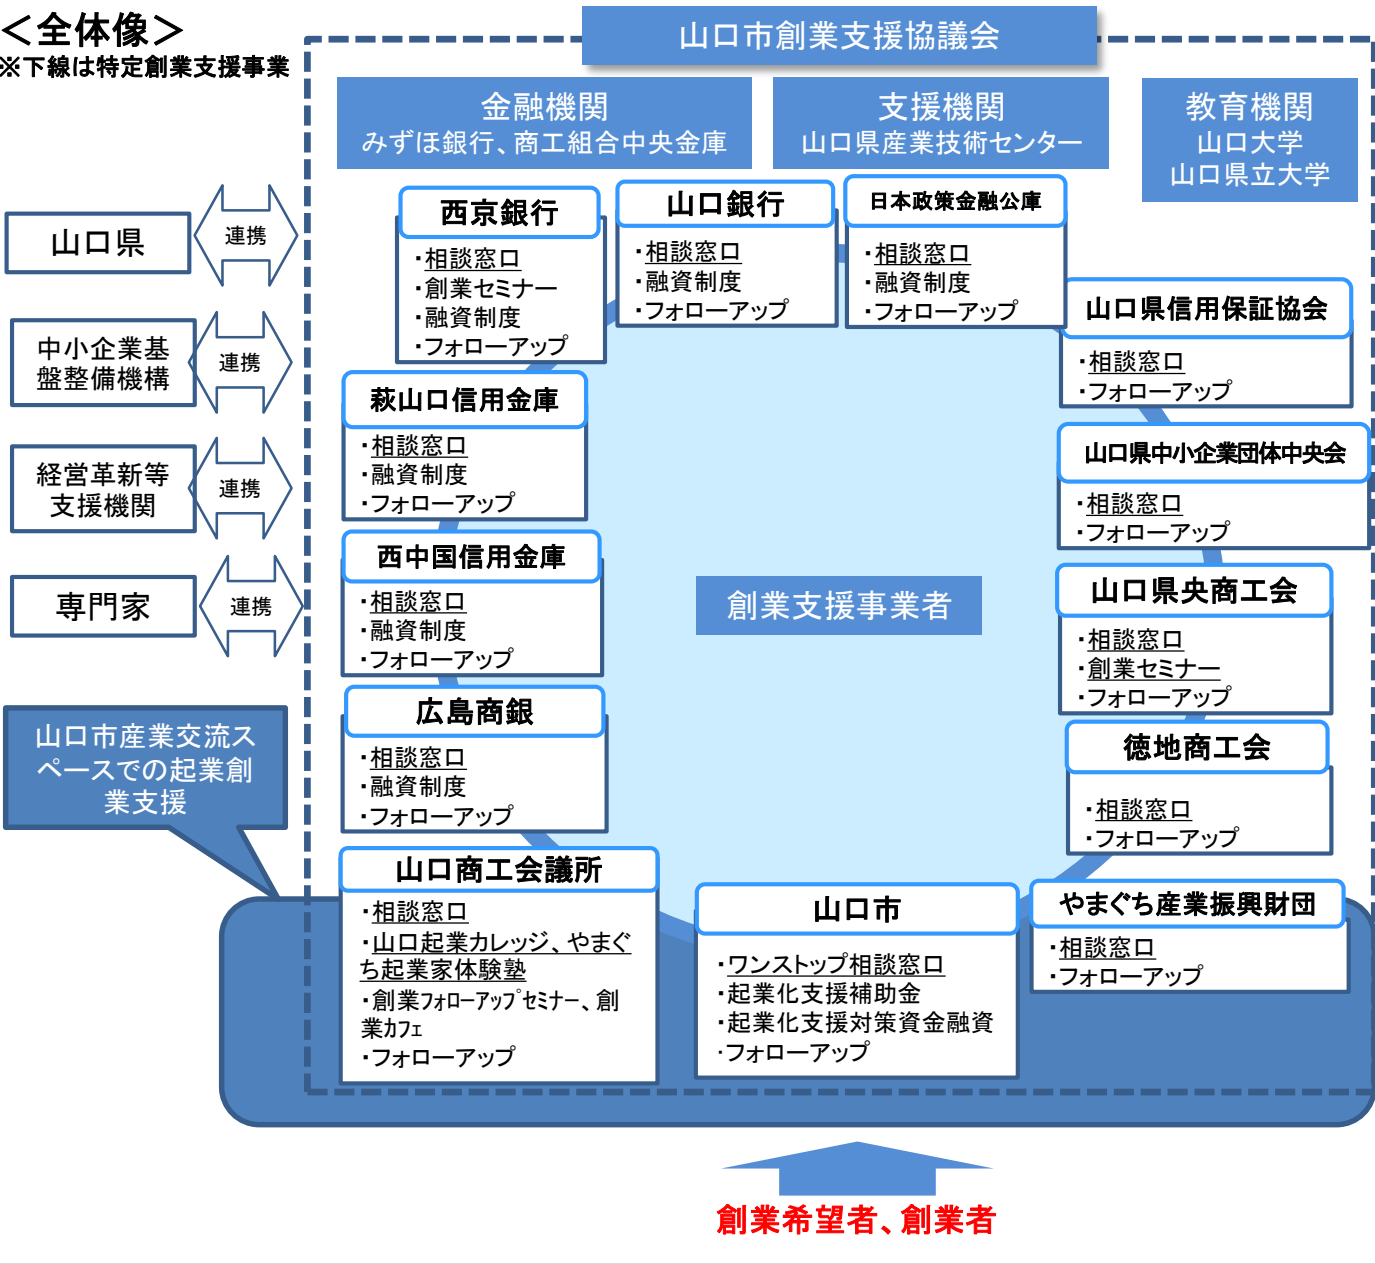 ＜全体像＞
※下線は特定創業支援事業
山口市創業支援協議会
金融機関
みずほ銀行、商工組合中央金庫
支援機関
山口県産業技術センター
教育機関
山口大学
山口県立大学
山口県
連携
中小企業基
盤整備機構
連携
経営革新等
支援機関
連携
専門家
連携
山口市産業交流ス
ペースでの起業創
業支援
西京銀行
・相談窓口
・創業セミナー
・融資制度
・フォローアップ
山口銀行
・相談窓口
・融資制度
・フォローアップ
日本政策金融公庫
・相談窓口
・融資制度
・フォローアップ
山口県信用保証協会
・相談窓口
・フォローアップ
萩山口信用金庫
・相談窓口
・融資制度
・フォローアップ
山口県中小企業団体中央会
・相談窓口
・フォローアップ
西中国信用金庫
・相談窓口
・融資制度
・フォローアップ
創業支援事業者
山口県央商工会
・相談窓口
・創業セミナー
・フォローアップ
広島商銀
・相談窓口
・融資制度
・フォローアップ
徳地商工会
・相談窓口
・フォローアップ
山口商工会議所
・相談窓口
・山口起業カレッジ、やまぐ
ち起業家体験塾
・創業フォローアップセミナー、創
業カフェ
・フォローアップ
山口市
・ワンストップ相談窓口
・起業化支援補助金
・起業化支援対策資金融資
・フォローアップ
やまぐち産業振興財団
・相談窓口
・フォローアップ
創業希望者、創業者